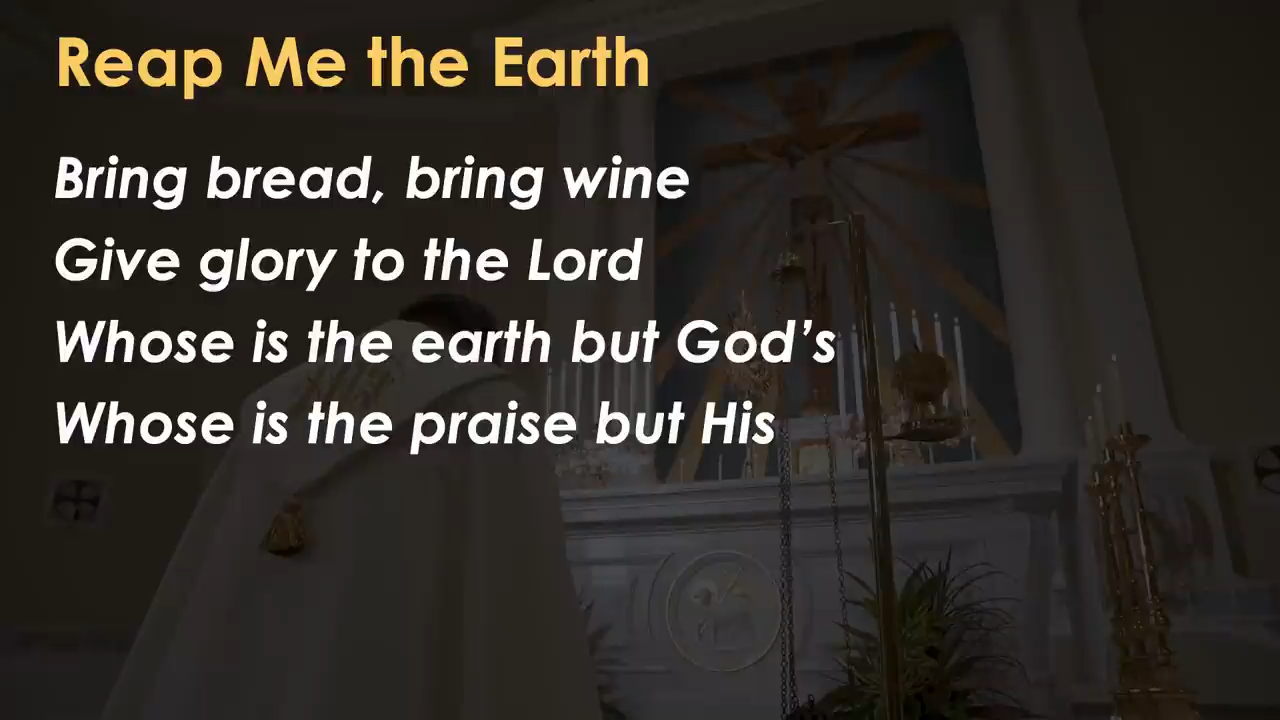 Reap Me the Earth
Bring bread, bring wine
Give glory to the Lord
Whose is the earth but God’s
Whose is the praise but His